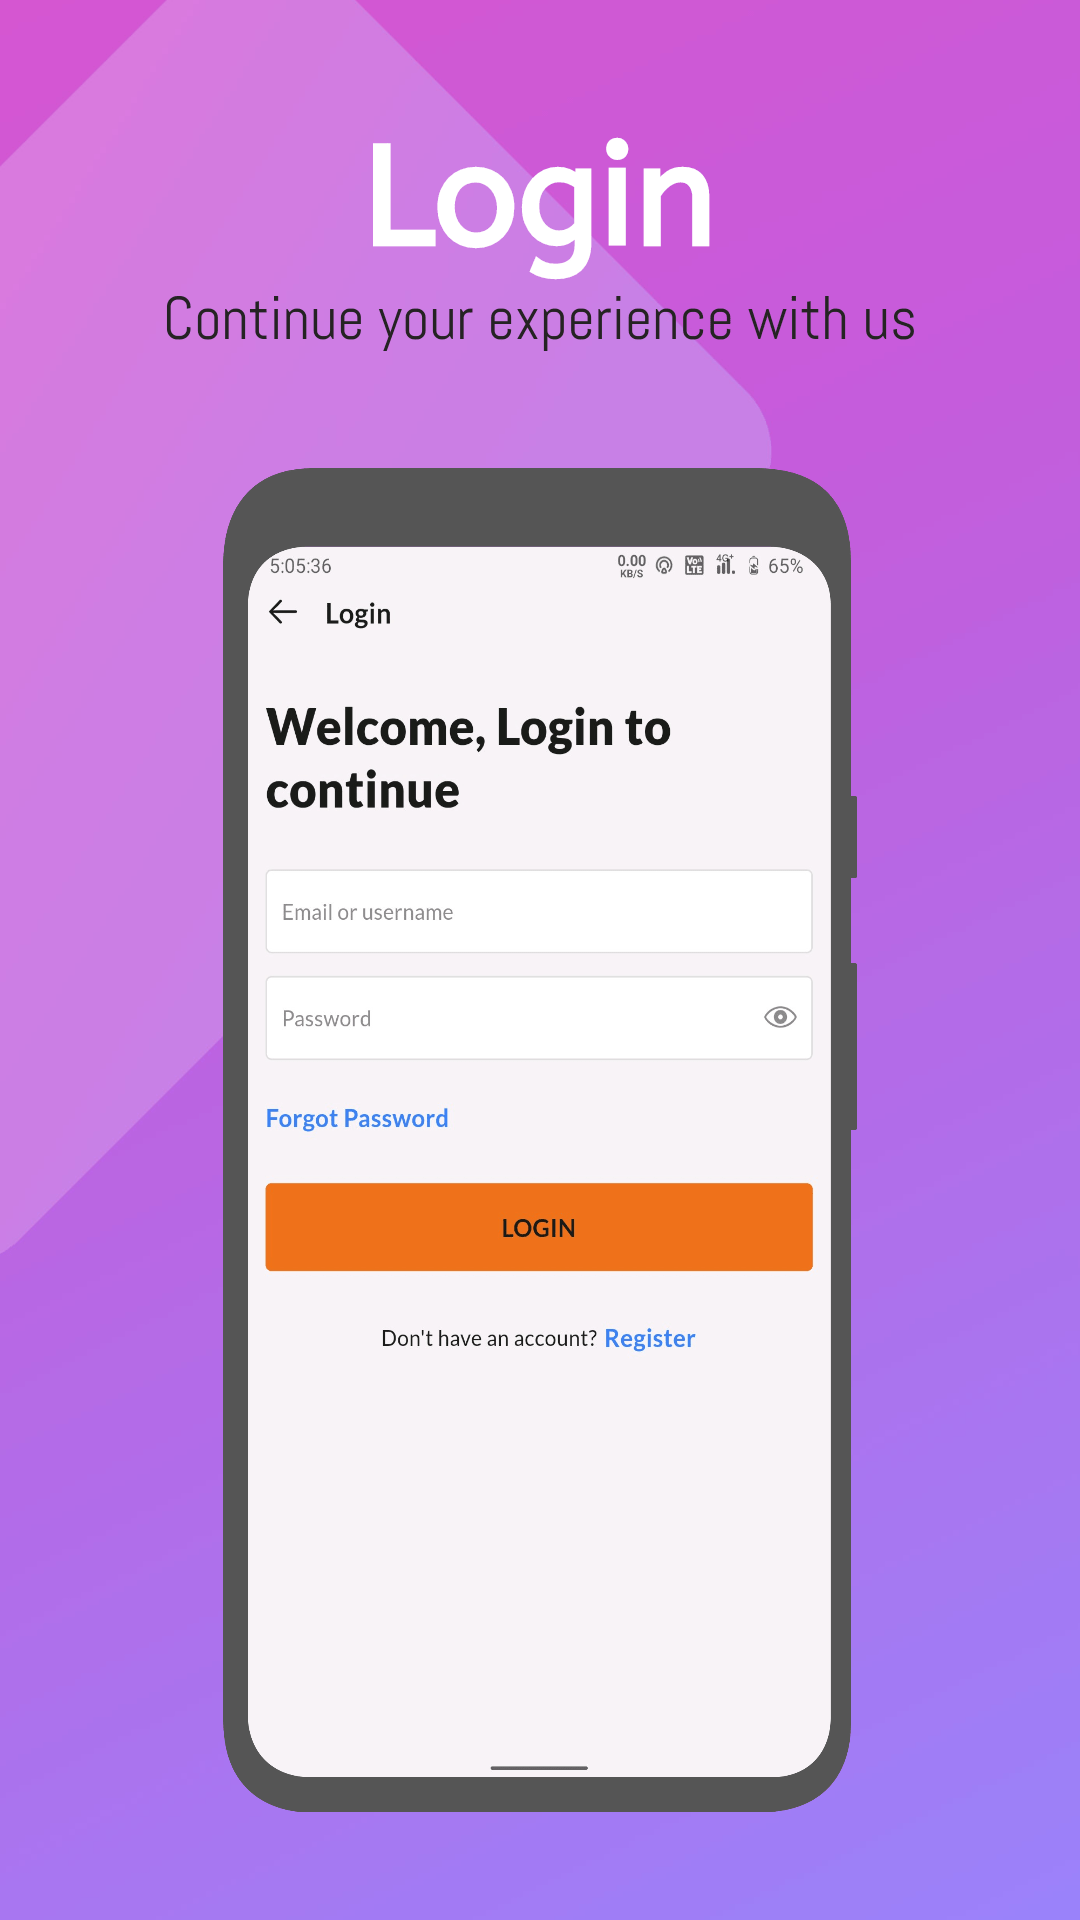 Login
Continue your experience with us
5:05:36 0.00 KB/S Vo LTE 4G+ 65%
Login
Welcome, Login to
continue
Email or username
Password
Forgot Password
LOGIN
Don't have an account? Register